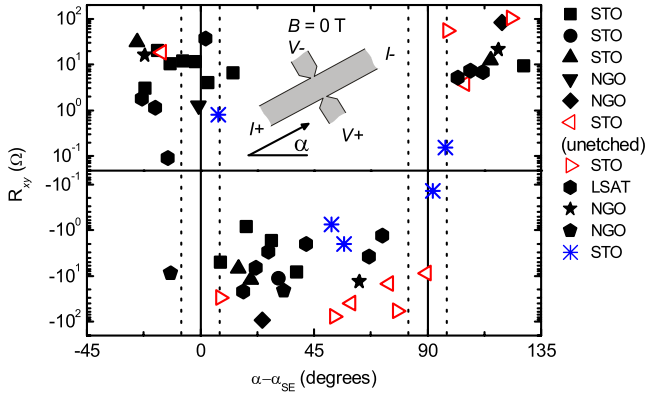 B = 0 T
V-
I-
I+
α
V+
R_xy (Ω)
10^2
10^1
10^0
10^-1
-10^-1
-10^0
-10^1
-10^2
-45
0
45
90
135
α-α_SE (degrees)
STO
STO
STO
NGO
NGO
STO
(unetched)
STO
LSAT
NGO
NGO
STO